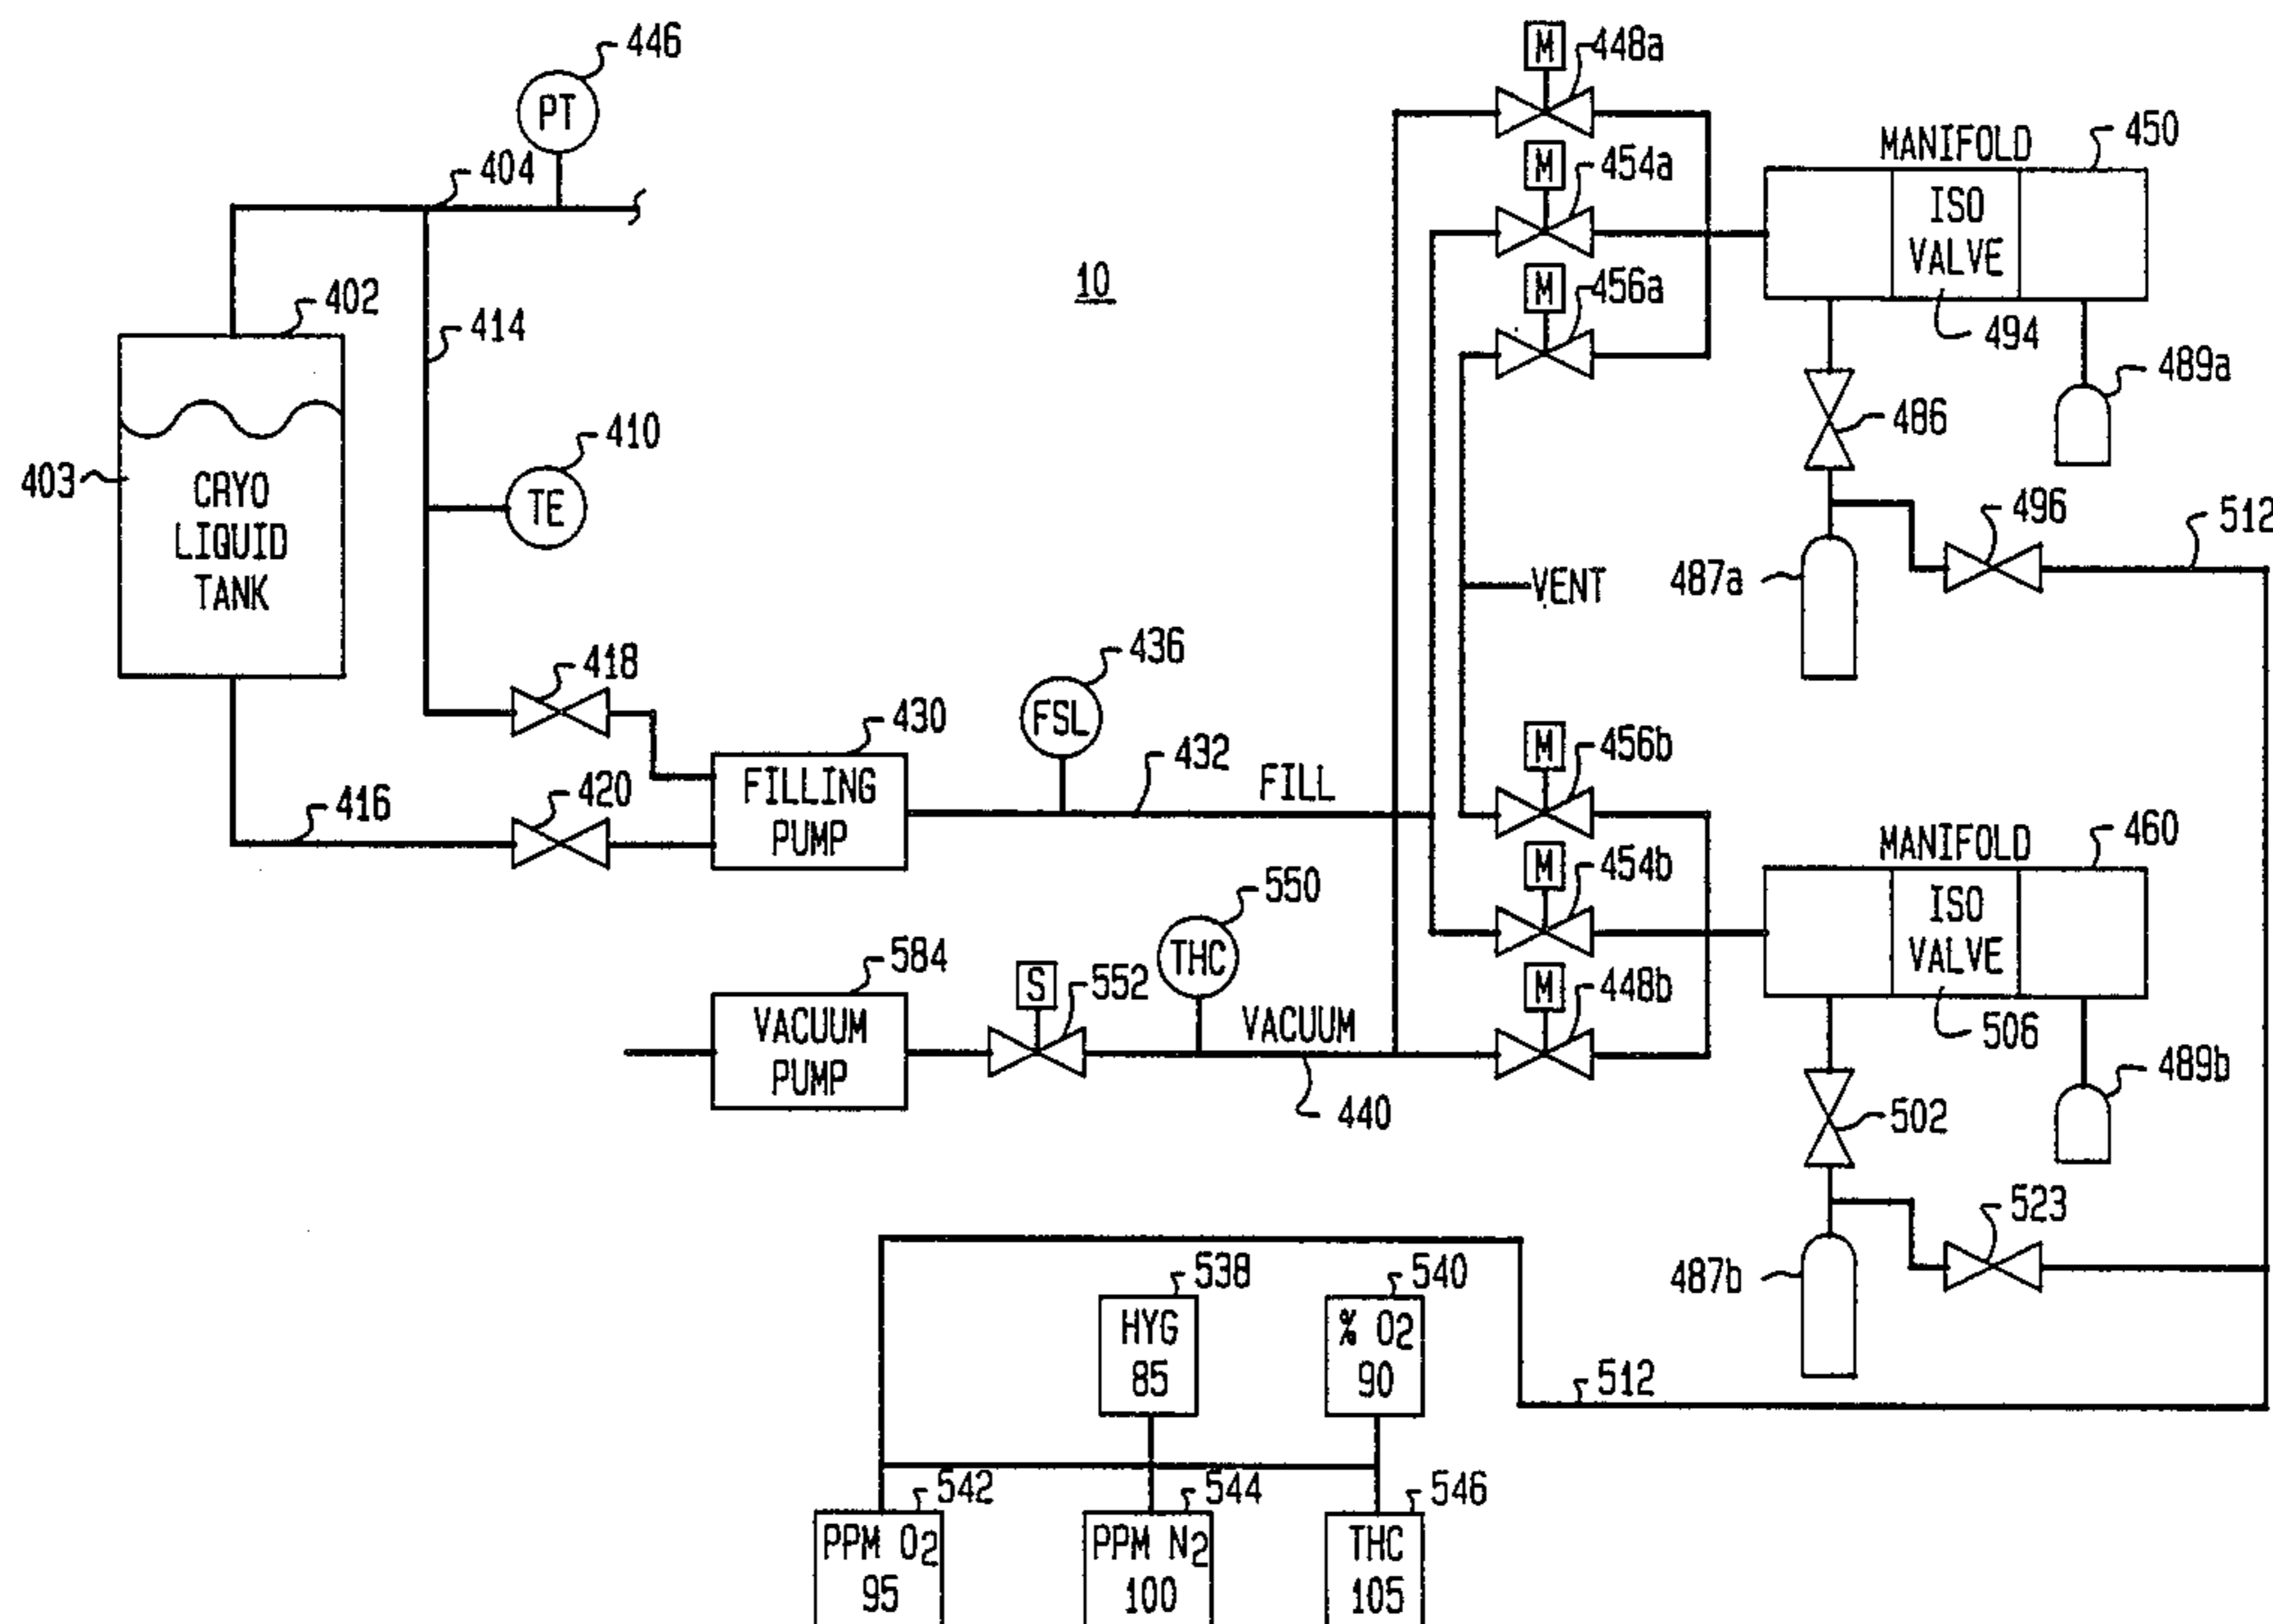 446
PT
404
402
414
403
CRYO
LIQUID
TANK
410
TE
418
420
416
430
FILLING
PUMP
436
FSL
432
FILL
10
M
448a
M
454a
M
456a
MANIFOLD
450
ISO
VALVE
494
489a
486
487a
496
512
VENT
M
456b
M
454b
M
448b
MANIFOLD
460
ISO
VALVE
506
489b
502
487b
523
584
VACUUM
PUMP
S
552
550
THC
VACUUM
440
538
HYG
85
540
% O2
90
512
542
PPM O2
95
544
PPM N2
100
546
THC
105